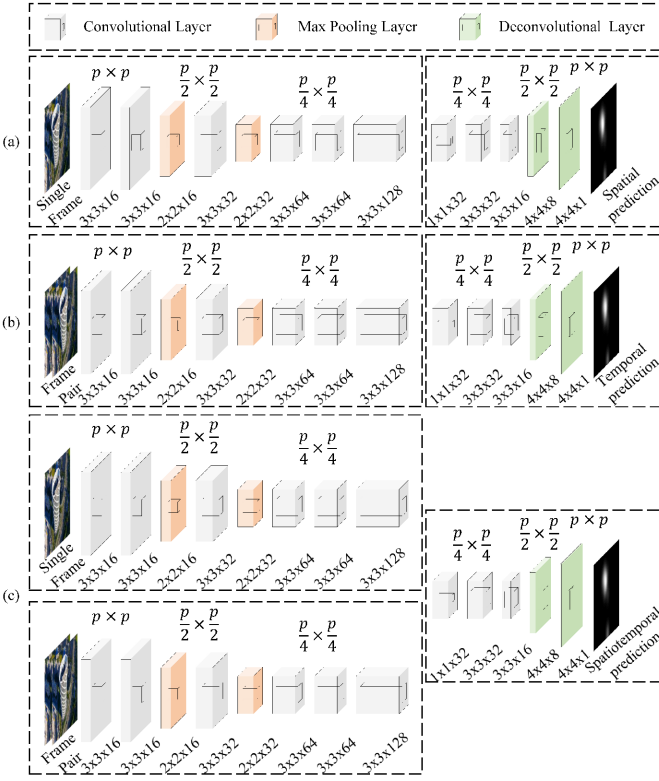 Convolutional Layer Max Pooling Layer Deconvolutional Layer
(a)
p × p p/2 × p/2 p/4 × p/4
Single Frame 3x3x16 3x3x16 2x2x16 3x3x32 2x2x32 3x3x64 3x3x64 3x3x128
p/4 × p/4 p/2 × p/2 p × p
1x1x32 3x3x32 3x3x16 4x4x8 4x4x1 Spatial prediction
(b)
p × p p/2 × p/2 p/4 × p/4
Frame Pair 3x3x16 3x3x16 2x2x16 3x3x32 2x2x32 3x3x64 3x3x64 3x3x128
p/4 × p/4 p/2 × p/2 p × p
1x1x32 3x3x32 3x3x16 4x4x8 4x4x1 Temporal prediction
(c)
p × p p/2 × p/2 p/4 × p/4
Single Frame 3x3x16 3x3x16 2x2x16 3x3x32 2x2x32 3x3x64 3x3x64 3x3x128
p × p p/2 × p/2 p/4 × p/4
Frame Pair 3x3x16 3x3x16 2x2x16 3x3x32 2x2x32 3x3x64 3x3x64 3x3x128
p/4 × p/4 p/2 × p/2 p × p
1x1x32 3x3x32 3x3x16 4x4x8 4x4x1 Spatiotemporal prediction